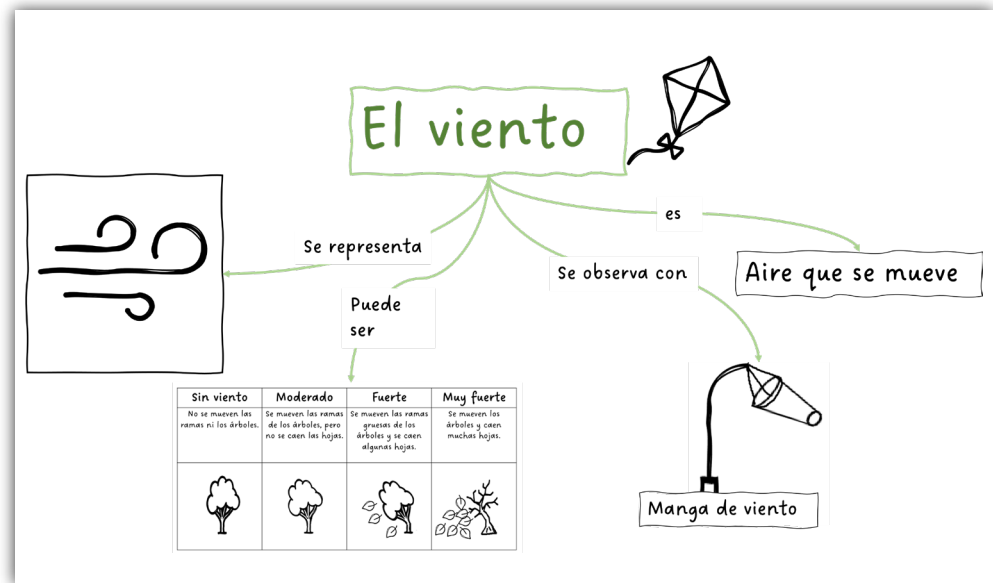 El viento
es
Se representa
Se observa con
Aire que se mueve
Puede
ser
Sin viento
No se mueven las
ramas ni los árboles.
Moderado
Se mueven las ramas
de los árboles, pero
no se caen las hojas.
Fuerte
Se mueven las ramas
gruesas de los
árboles y se caen
algunas hojas.
Muy fuerte
Se mueven los
árboles y caen
muchas hojas.
Manga de viento